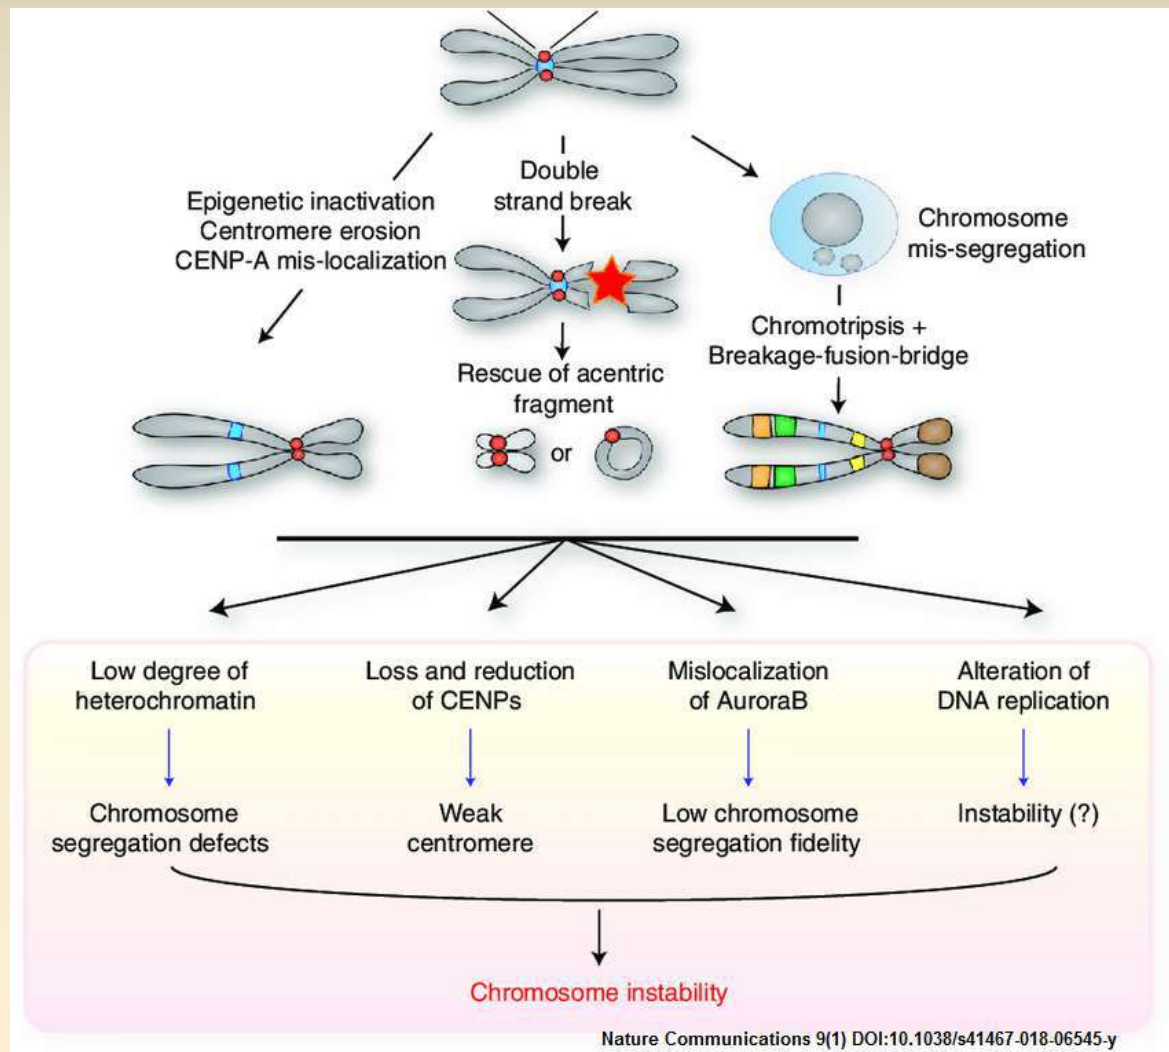 Double
strand break
Epigenetic inactivation
Centromere erosion
CENP-A mis-localization
Chromosome
mis-segregation
Chromotripsis +
Breakage-fusion-bridge
Rescue of acentric
fragment
or
Low degree of
heterochromatin
Loss and reduction
of CENPs
Mislocalization
of AuroraB
Alteration of
DNA replication
Chromosome
segregation defects
Weak
centromere
Low chromosome
segregation fidelity
Instability (?)
Chromosome instability
Nature Communications 9(1) DOI:10.1038/s41467-018-06545-y